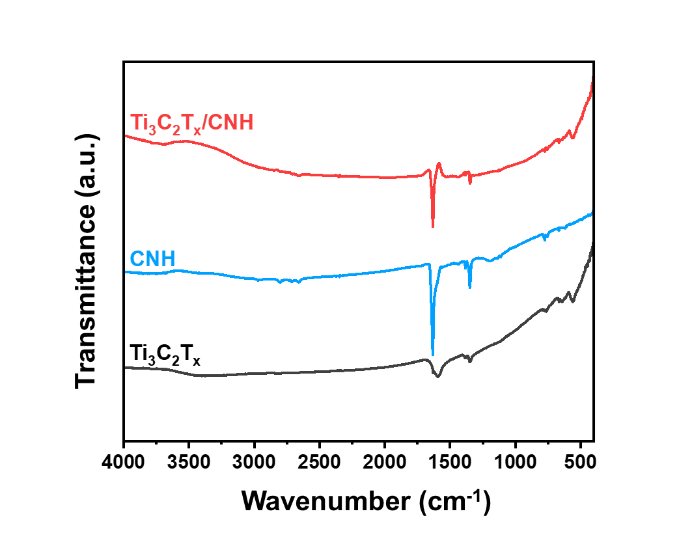 Ti₃C₂Tₓ/CNH
CNH
Ti₃C₂Tₓ
Transmittance (a.u.)
4000 3500 3000 2500 2000 1500 1000 500
Wavenumber (cm⁻¹)